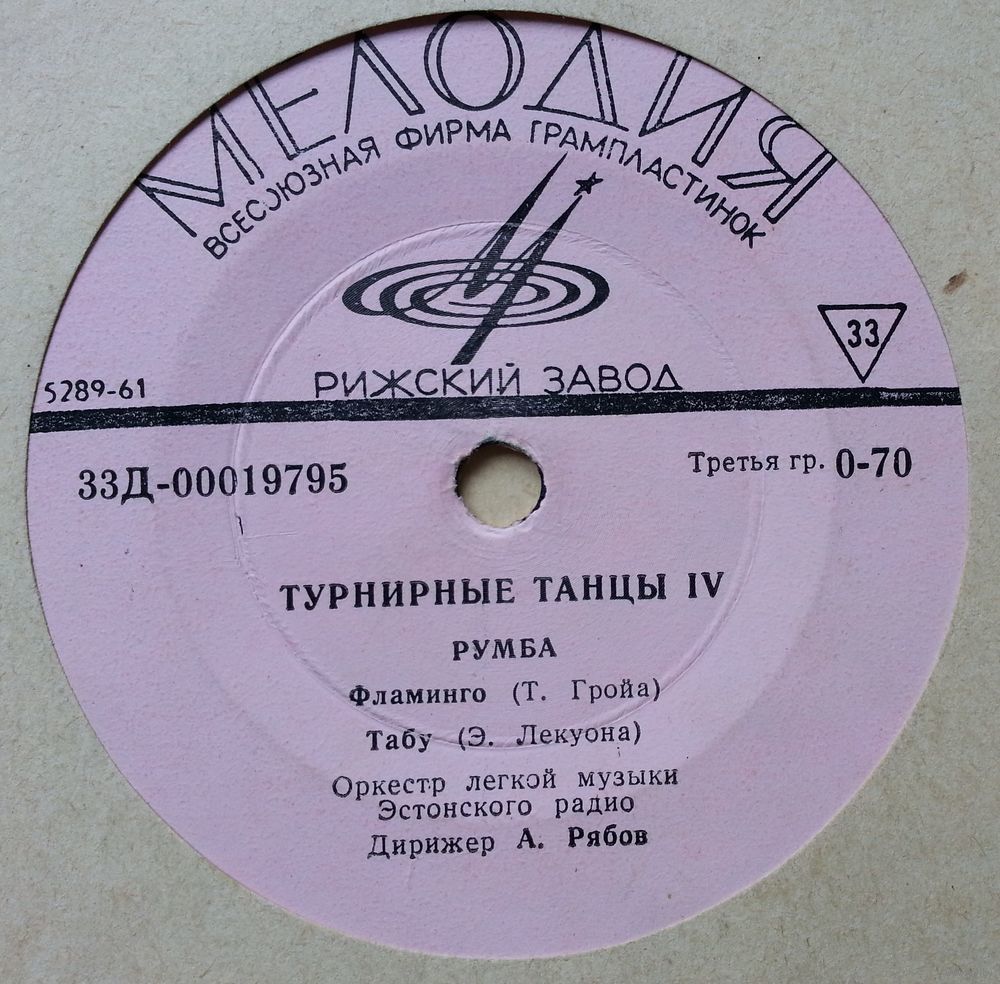 МЕЛОДИЯ
ВСЕСОЮЗНАЯ ФИРМА ГРАМПЛАСТИНОК
33
РИЖСКИЙ ЗАВОД
5289-61
33Д-00019795
Третья гр. 0-70
ТУРНИРНЫЕ ТАНЦЫ IV
РУМБА
Фламинго (Т. Гройа)
Табу (Э. Лекуона)
Оркестр легкой музыки
Эстонского радио
Дирижер А. Рябов